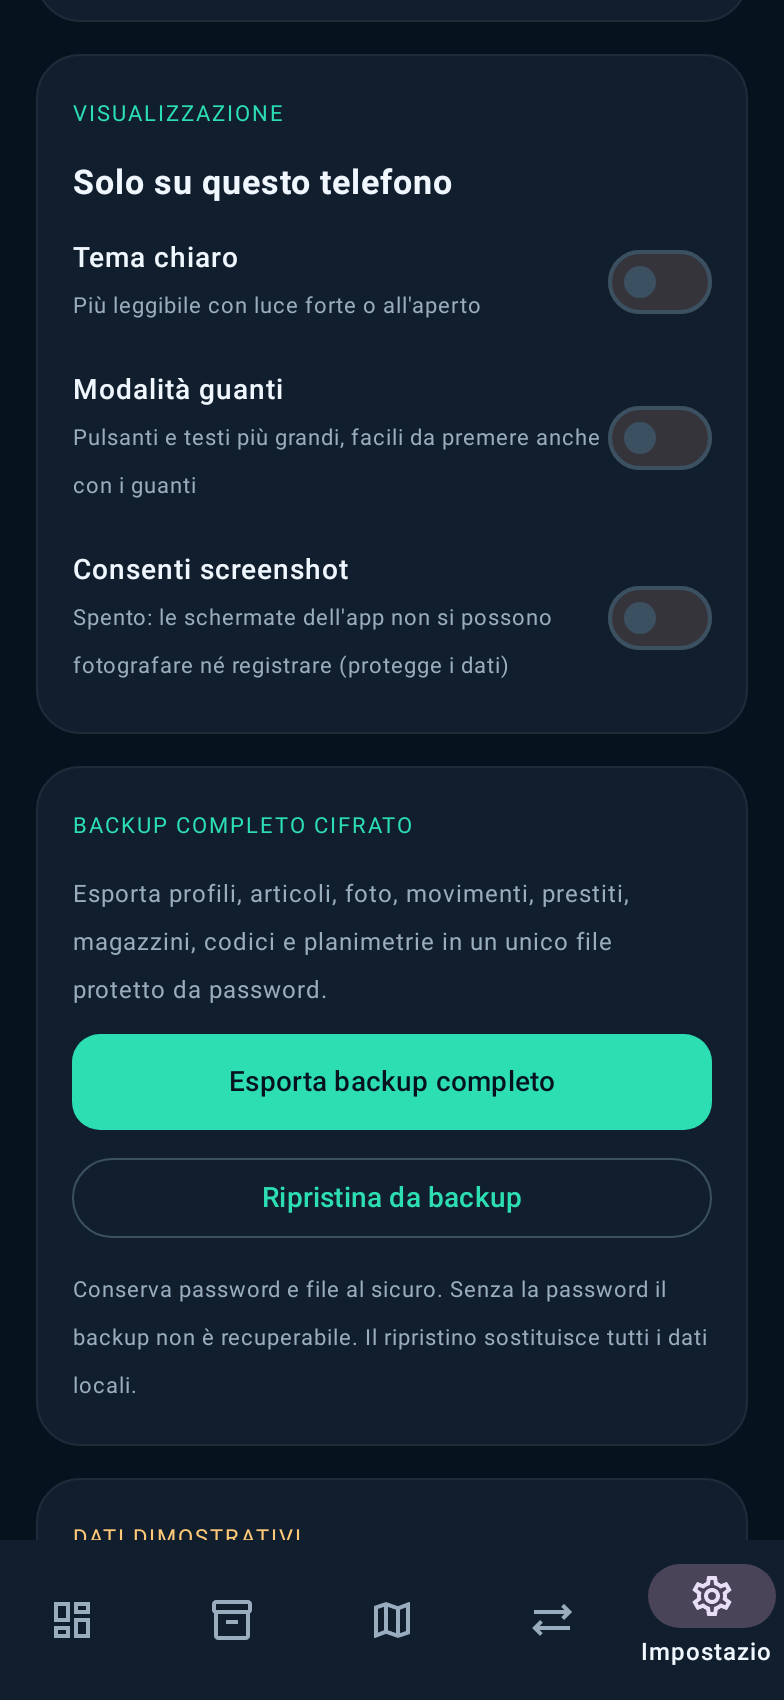 VISUALIZZAZIONE
Solo su questo telefono
Tema chiaro
Più leggibile con luce forte o all'aperto
Modalità guanti
Pulsanti e testi più grandi, facili da premere anche
con i guanti
Consenti screenshot
Spento: le schermate dell'app non si possono
fotografare né registrare (protegge i dati)
BACKUP COMPLETO CIFRATO
Esporta profili, articoli, foto, movimenti, prestiti,
magazzini, codici e planimetrie in un unico file
protetto da password.
Esporta backup completo
Ripristina da backup
Conserva password e file al sicuro. Senza la password il
backup non è recuperabile. Il ripristino sostituisce tutti i dati
locali.
DATI DIMOSTRATIVI
Impostazio